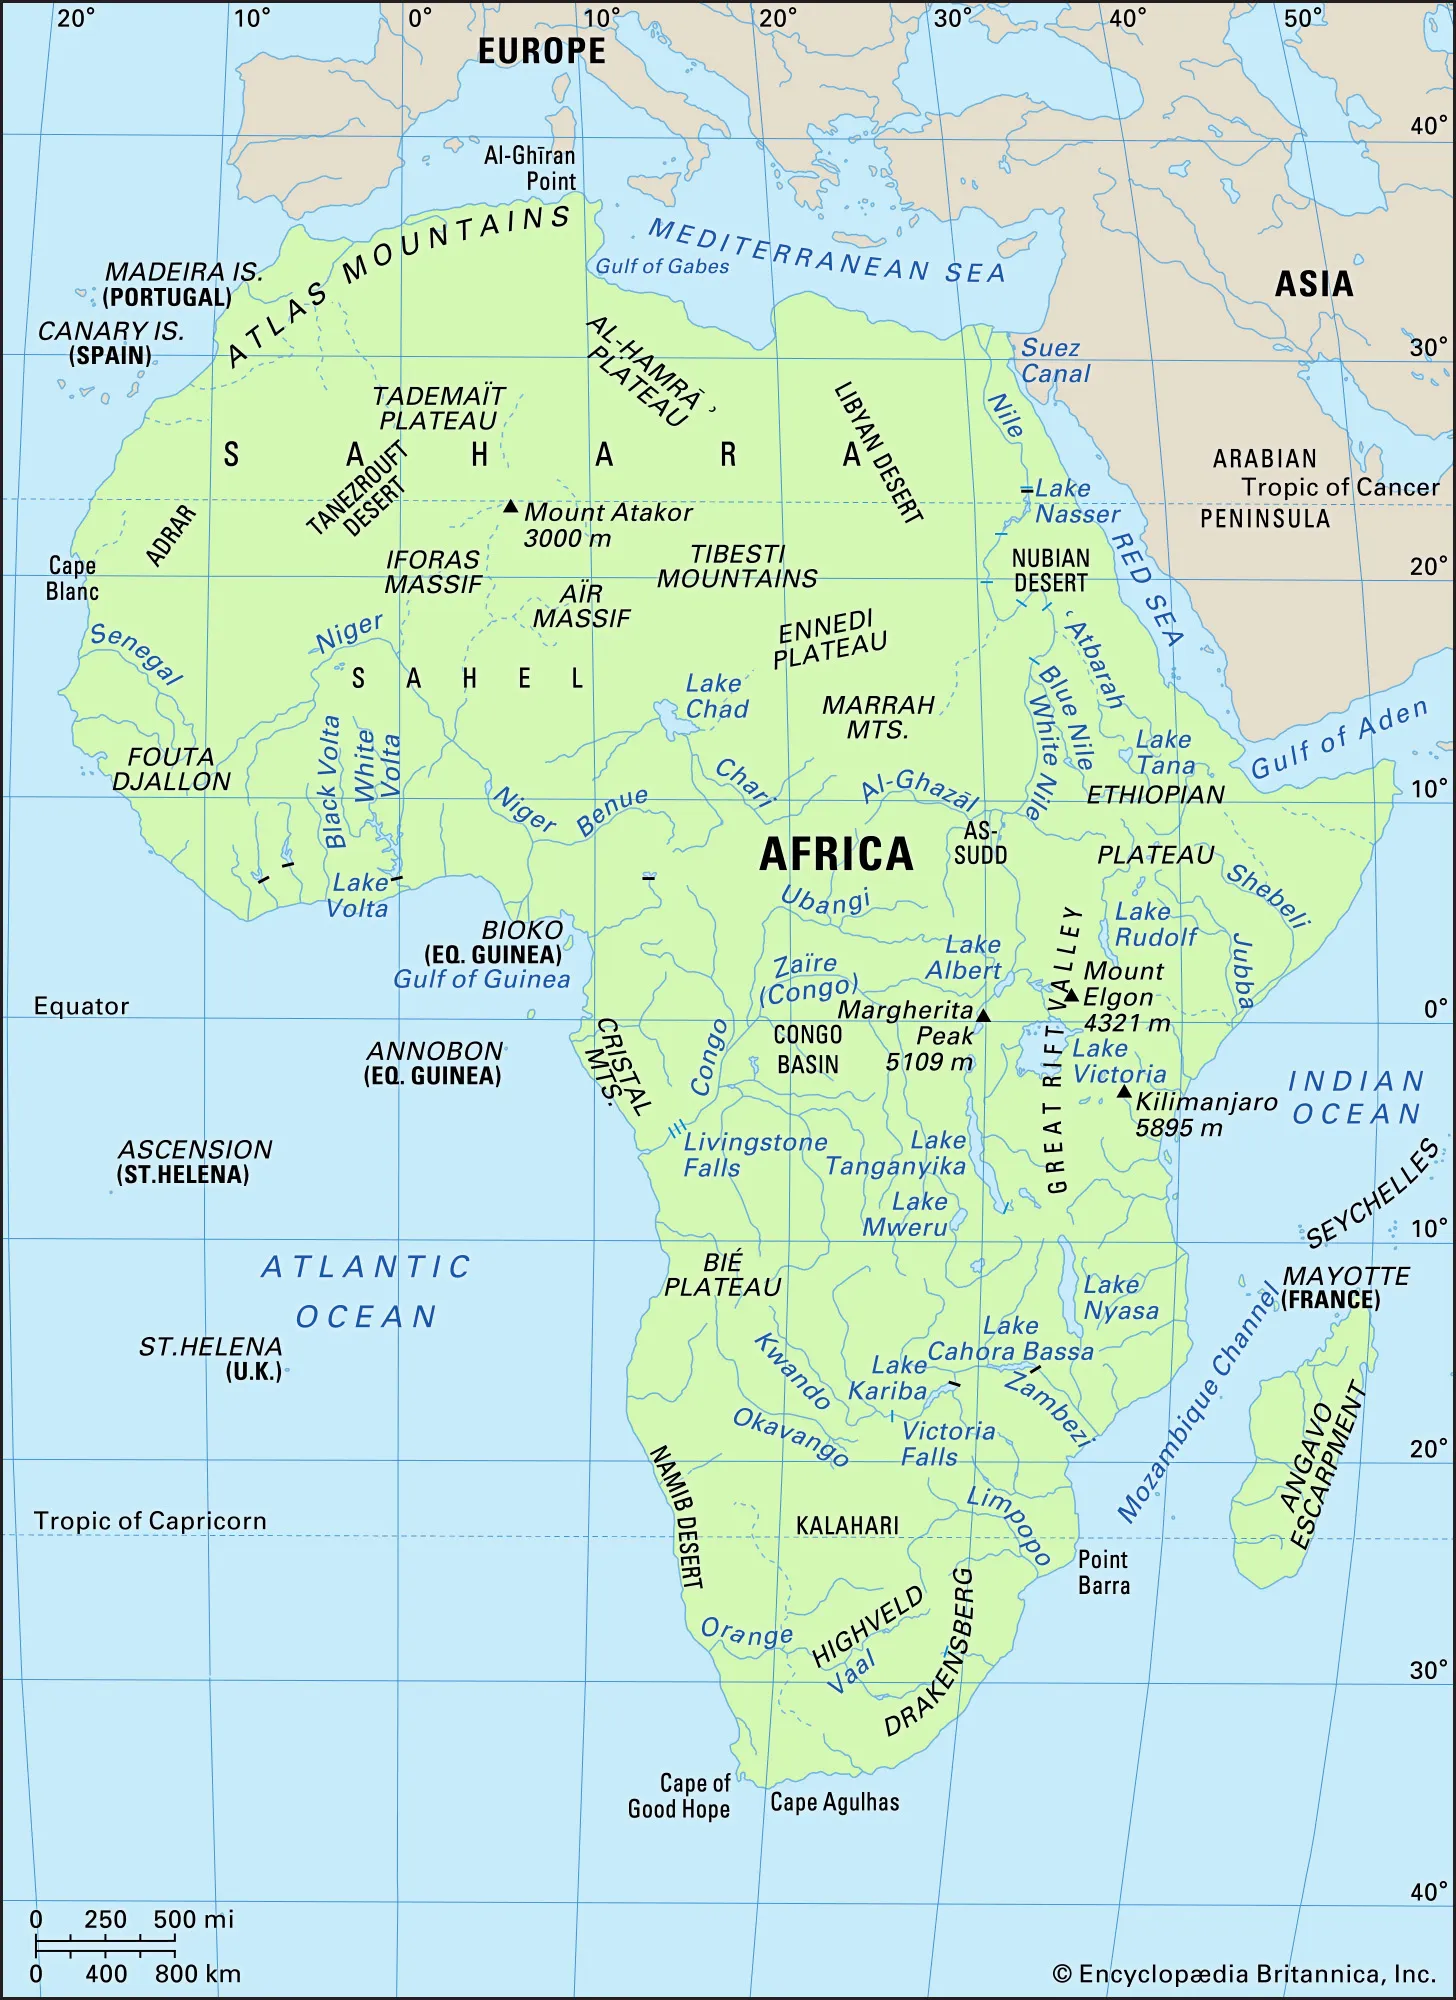 20°
10°
0°
10°
20°
30°
40°
50°
EUROPE
40°
Al-Ghīran
Point
ATLAS MOUNTAINS
MEDITERRANEAN SEA
Gulf of Gabes
MADEIRA IS.
(PORTUGAL)
ASIA
CANARY IS.
(SPAIN)
AL-HAMRĀʾ
PLATEAU
Suez
Canal
30°
TADEMAÏT
PLATEAU
LIBYAN DESERT
Nile
SAHARA
TANEZROUFT
DESERT
ARABIAN
Tropic of Cancer
PENINSULA
Lake
Nasser
ADRAR
Mount Atakor
3000 m
RED SEA
Cape
Blanc
IFORAS
MASSIF
TIBESTI
MOUNTAINS
NUBIAN
DESERT
20°
AÏR
MASSIF
Senegal
Niger
ENNEDI
PLATEAU
ʿAtbarah
SAHEL
Lake
Chad
MARRAH
MTS.
Blue Nile
White Nile
Gulf of Aden
FOUTA
DJALLON
Black Volta
White
Volta
Lake
Tana
Niger
Benue
Chari
Al-Ghazāl
ETHIOPIAN
10°
AFRICA
AS-
SUDD
PLATEAU
Lake
Volta
Ubangi
Shebeli
BIOKO
(EQ. GUINEA)
Gulf of Guinea
Lake
Rudolf
Jubba
Lake
Albert
Zaïre
(Congo)
GREAT RIFT VALLEY
Mount
Elgon
4321 m
Equator
0°
Margherita
Peak
5109 m
CRISTAL
MTS.
Congo
CONGO
BASIN
ANNOBON
(EQ. GUINEA)
Lake
Victoria
INDIAN
OCEAN
Kilimanjaro
5895 m
ASCENSION
(ST.HELENA)
Livingstone
Falls
Lake
Tanganyika
SEYCHELLES
Lake
Mweru
10°
ATLANTIC
OCEAN
BIÉ
PLATEAU
MAYOTTE
(FRANCE)
Lake
Nyasa
ST.HELENA
(U.K.)
Kwando
Lake
Cahora Bassa
Lake
Kariba
Zambezi
Mozambique Channel
Okavango
Victoria
Falls
ANGAVO
ESCARPMENT
20°
NAMIB DESERT
Limpopo
Tropic of Capricorn
KALAHARI
Point
Barra
Orange
HIGHVELD
Vaal
DRAKENSBERG
30°
Cape of
Good Hope
Cape Agulhas
40°
0 250 500 mi
0 400 800 km
© Encyclopædia Britannica, Inc.